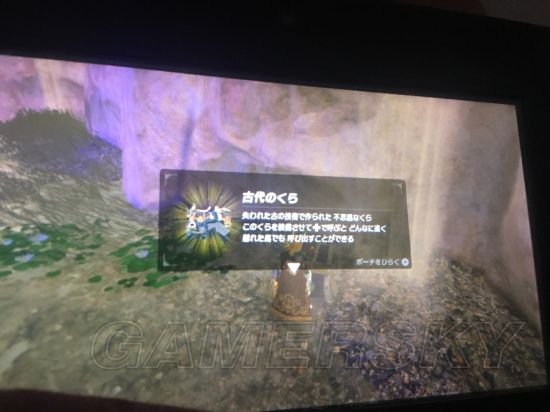 古代のくら
失われた古の技術で作られた 不思議なくら
このくらを装備させて✚で呼ぶと どんなに遠く
離れた馬でも 呼び出すことができる
ポーチをひらく
GAMERSKY